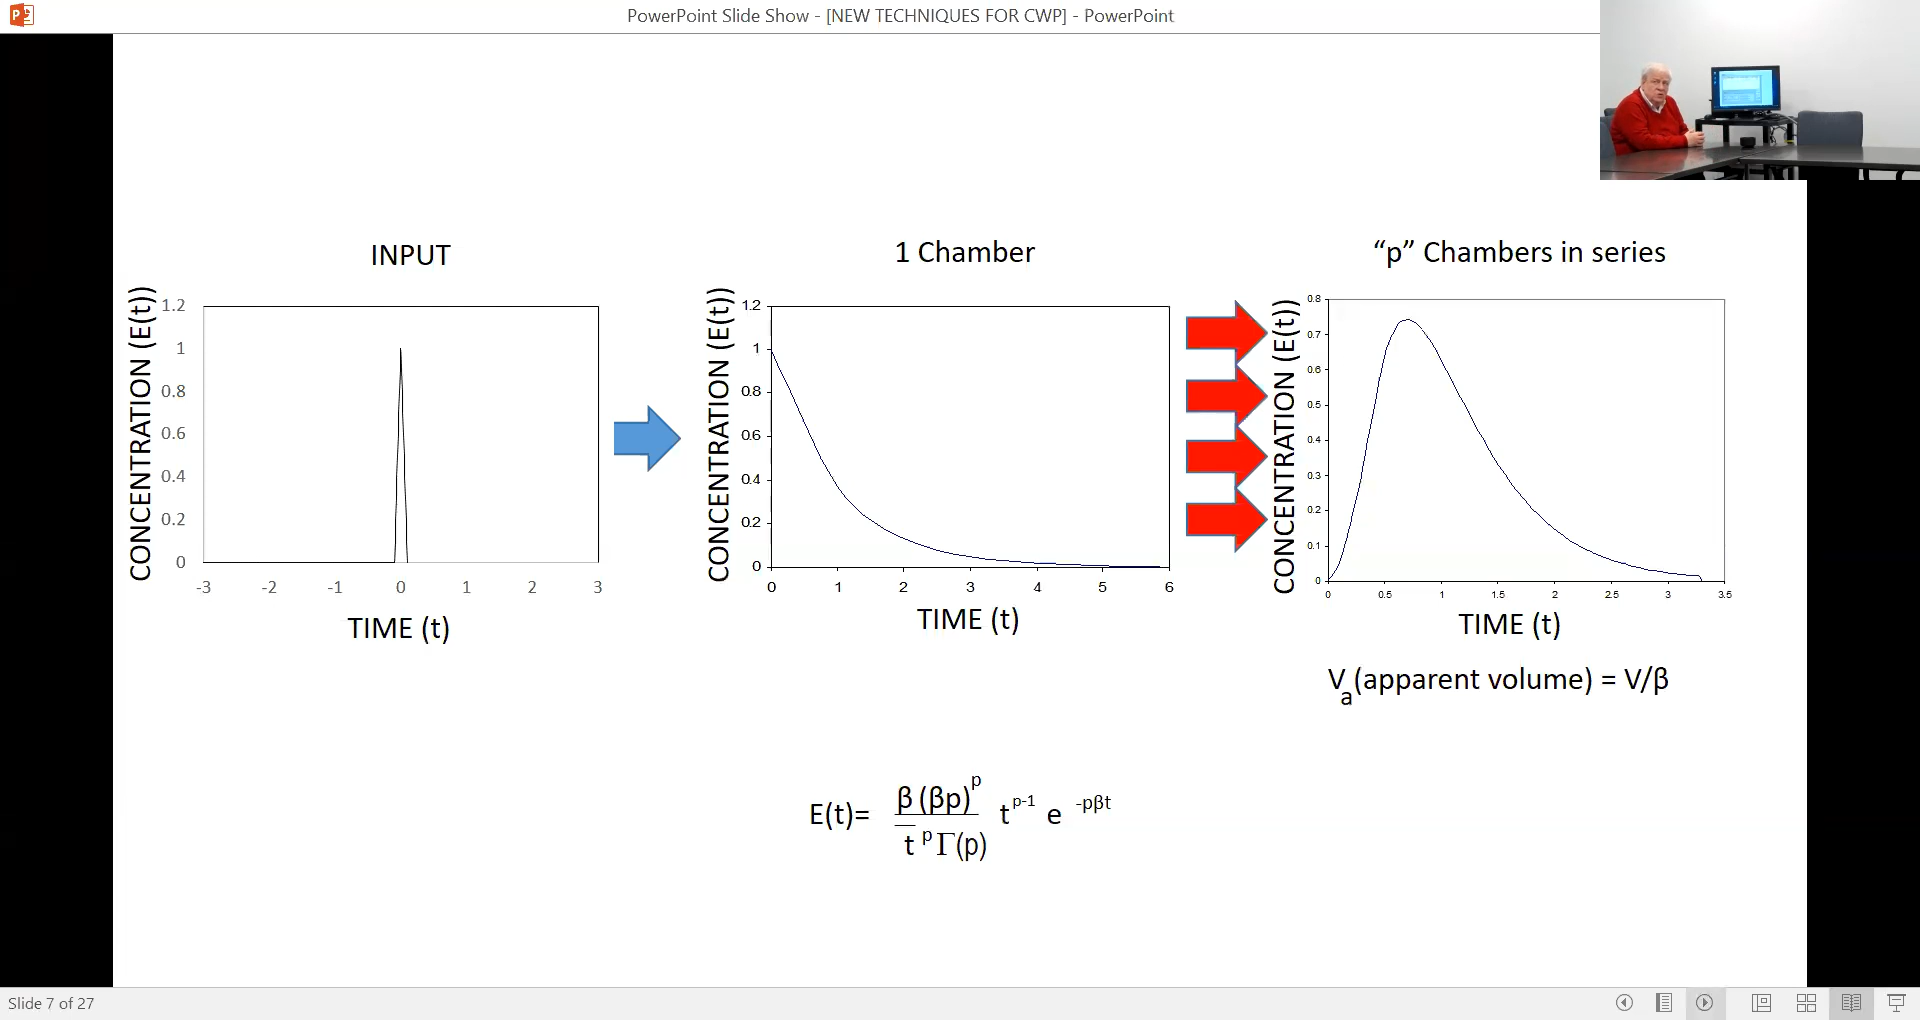 PowerPoint Slide Show - [NEW TECHNIQUES FOR CWP] - PowerPoint
INPUT
CONCENTRATION (E(t))
1.2
1
0.8
0.6
0.4
0.2
0
-3 -2 -1 0 1 2 3
TIME (t)
1 Chamber
CONCENTRATION (E(t))
1.2
1
0.8
0.6
0.4
0.2
0
0 1 2 3 4 5 6
TIME (t)
“p” Chambers in series
CONCENTRATION (E(t))
0.8
0.7
0.6
0.5
0.4
0.3
0.2
0.1
0
0 0.5 1 1.5 2 2.5 3 3.5
TIME (t)
Va(apparent volume) = V/β
E(t)= β (βp)p t p-1 e -pβt
t p Γ(p)
Slide 7 of 27